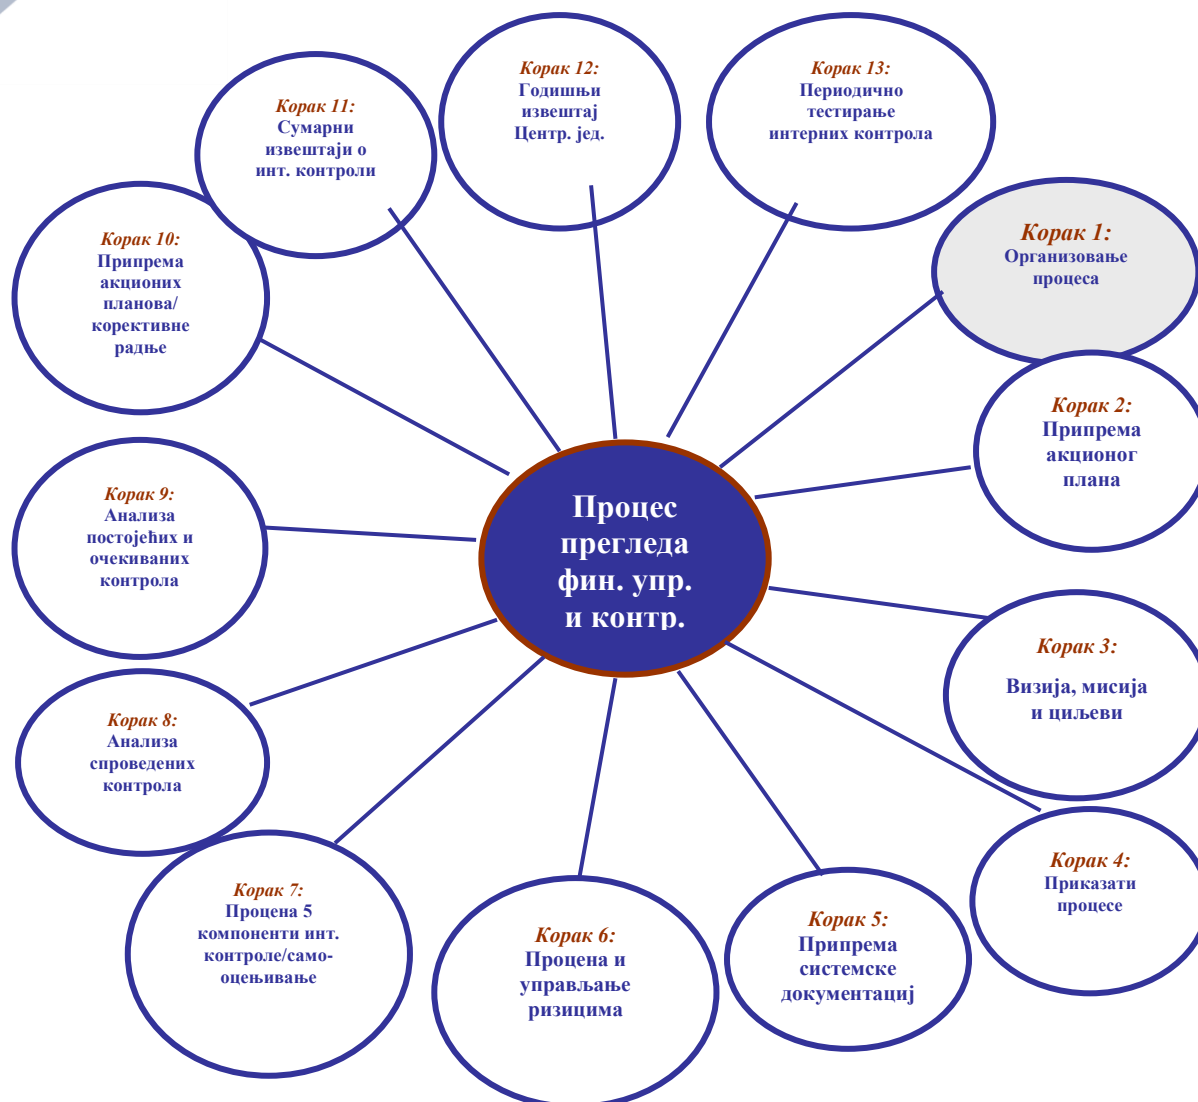 Процес
прегледа
фин. упр.
и контр.
Корак 1:
Организовање
процеса
Корак 2:
Припрема
акционог
плана
Корак 3:
Визија, мисија
и циљеви
Корак 4:
Приказати
процесе
Корак 5:
Припрема
системске
документациј
Корак 6:
Процена и
управљање
ризицима
Корак 7:
Процена 5
компоненти инт.
контроле/само-
оцењивање
Корак 8:
Анализа
спроведених
контрола
Корак 9:
Анализа
постојећих и
очекиваних
контрола
Корак 10:
Припрема
акционих
планова/
корективне
радње
Корак 11:
Сумарни
извештаји о
инт. контроли
Корак 12:
Годишњи
извештај
Центр. јед.
Корак 13:
Периодично
тестирање
интерних контрола